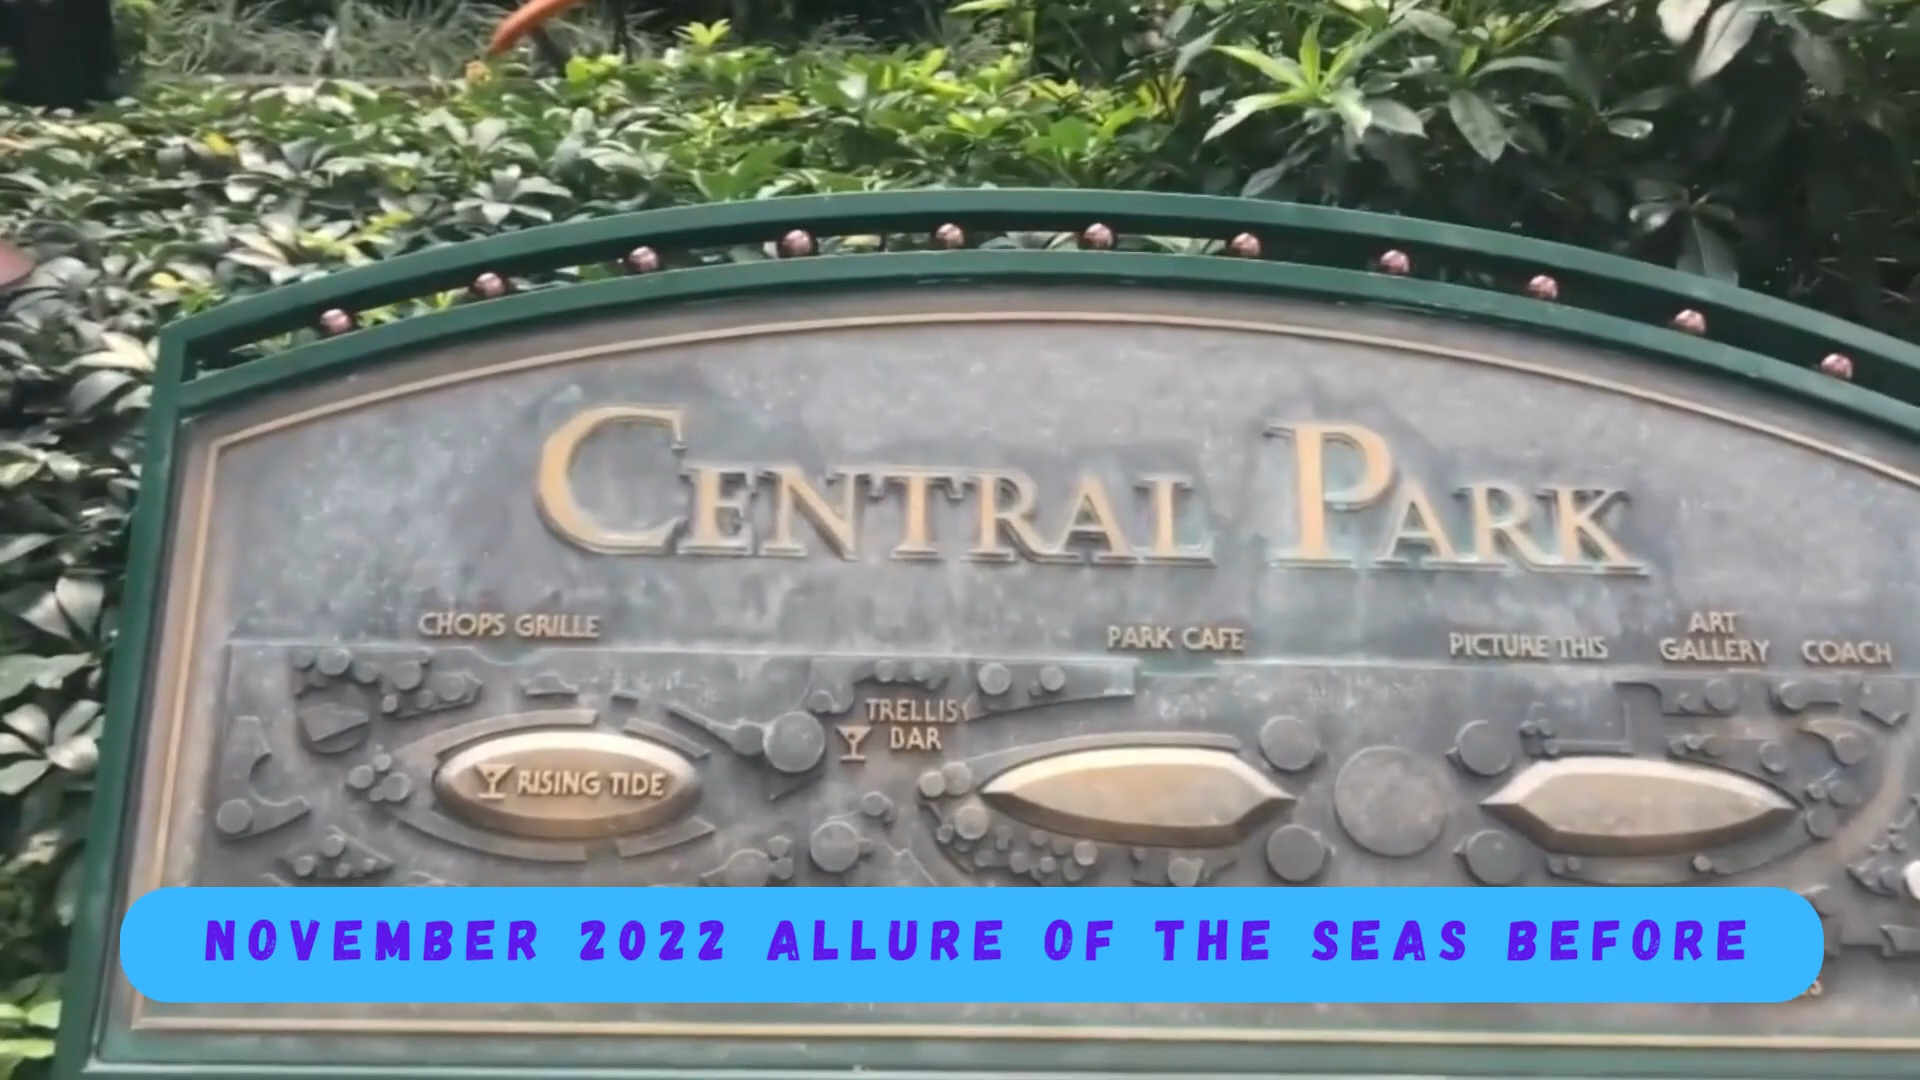 CENTRAL PARK
CHOPS GRILLE
PARK CAFE
PICTURE THIS
ART
GALLERY
COACH
TRELLIS
BAR
RISING TIDE
NOVEMBER 2022 ALLURE OF THE SEAS BEFORE